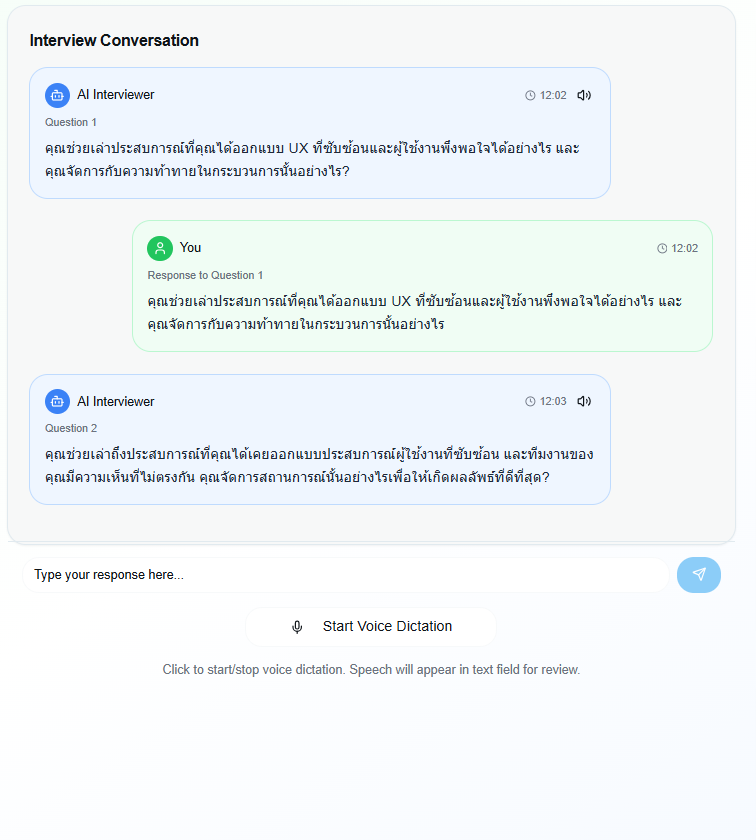 Interview Conversation
AI Interviewer
12:02
Question 1
คุณช่วยเล่าประสบการณ์ที่คุณได้ออกแบบ UX ที่ซับซ้อนและผู้ใช้งานพึงพอใจได้อย่างไร และ
คุณจัดการกับความท้าทายในกระบวนการนั้นอย่างไร?
You
12:02
Response to Question 1
คุณช่วยเล่าประสบการณ์ที่คุณได้ออกแบบ UX ที่ซับซ้อนและผู้ใช้งานพึงพอใจได้อย่างไร และ
คุณจัดการกับความท้าทายในกระบวนการนั้นอย่างไร
AI Interviewer
12:03
Question 2
คุณช่วยเล่าถึงประสบการณ์ที่คุณได้เคยออกแบบประสบการณ์ผู้ใช้งานที่ซับซ้อน และทีมงานของ
คุณมีความเห็นที่ไม่ตรงกัน คุณจัดการสถานการณ์นั้นอย่างไรเพื่อให้เกิดผลลัพธ์ที่ดีที่สุด?
Type your response here...
Start Voice Dictation
Click to start/stop voice dictation. Speech will appear in text field for review.